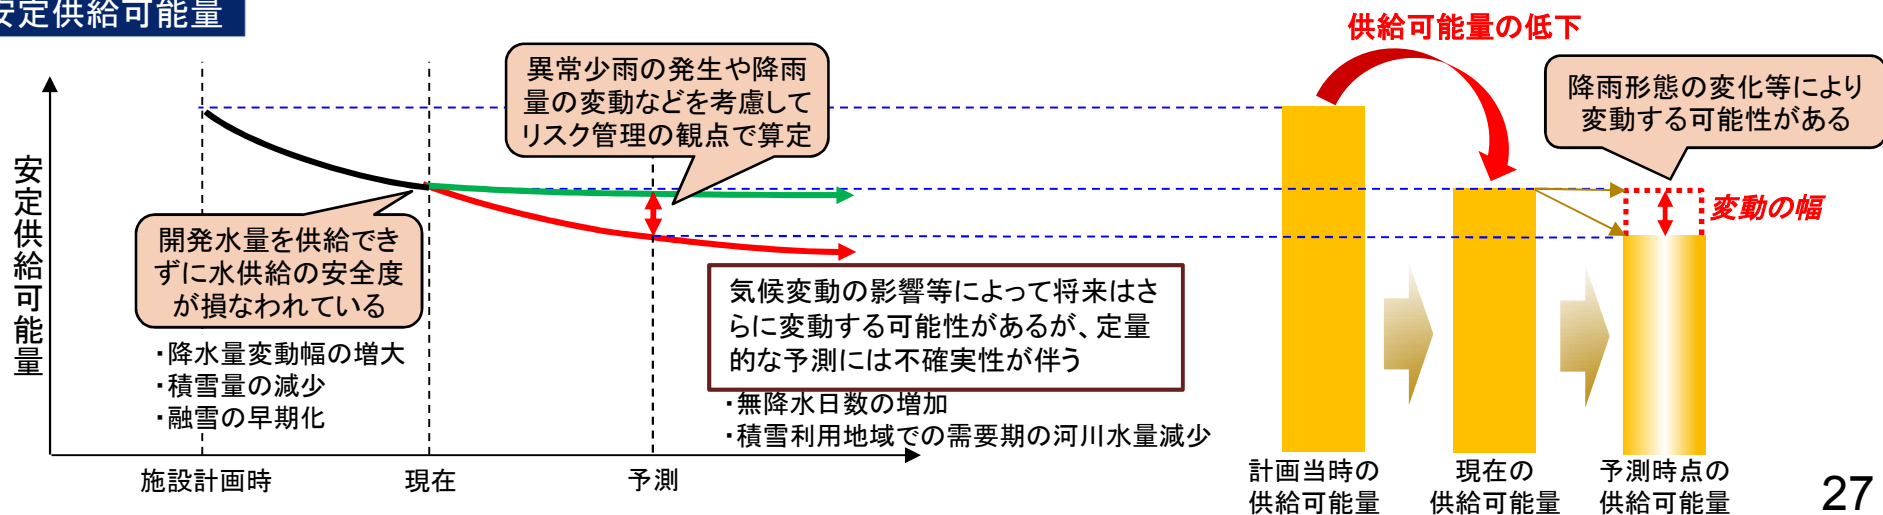 安定供給可能量
供給可能量の低下
異常少雨の発生や降雨
量の変動などを考慮して
リスク管理の観点で算定
降雨形態の変化等により
変動する可能性がある
安定供給可能量
変動の幅
開発水量を供給でき
ずに水供給の安全度
が損なわれている
・降水量変動幅の増大
・積雪量の減少
・融雪の早期化
気候変動の影響等によって将来はさ
らに変動する可能性があるが、定量
的な予測には不確実性が伴う
・無降水日数の増加
・積雪利用地域での需要期の河川水量減少
施設計画時
現在
予測
計画当時の
供給可能量
現在の
供給可能量
予測時点の
供給可能量
27